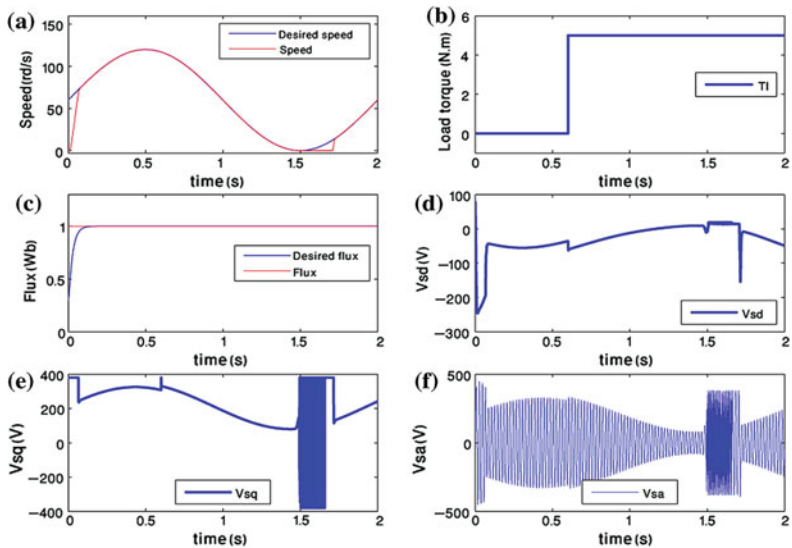 (a)
150
100
50
0
Speed(rd/s)
Desired speed
Speed
0 0.5 1 1.5 2
time(s)
(b)
6
4
2
0
Load torque (N.m)
Tl
0 0.5 1 1.5 2
time(s)
(c)
1
0.5
0
Flux(Wb)
Desired flux
Flux
0 0.5 1 1.5 2
time(s)
(d)
100
0
−100
−200
−300
Vsd(V)
Vsd
0 0.5 1 1.5 2
time(s)
(e)
400
200
0
−200
−400
Vsq(V)
Vsq
0 0.5 1 1.5 2
time(s)
(f)
500
0
−500
Vsa(V)
Vsa
0 0.5 1 1.5 2
time(s)